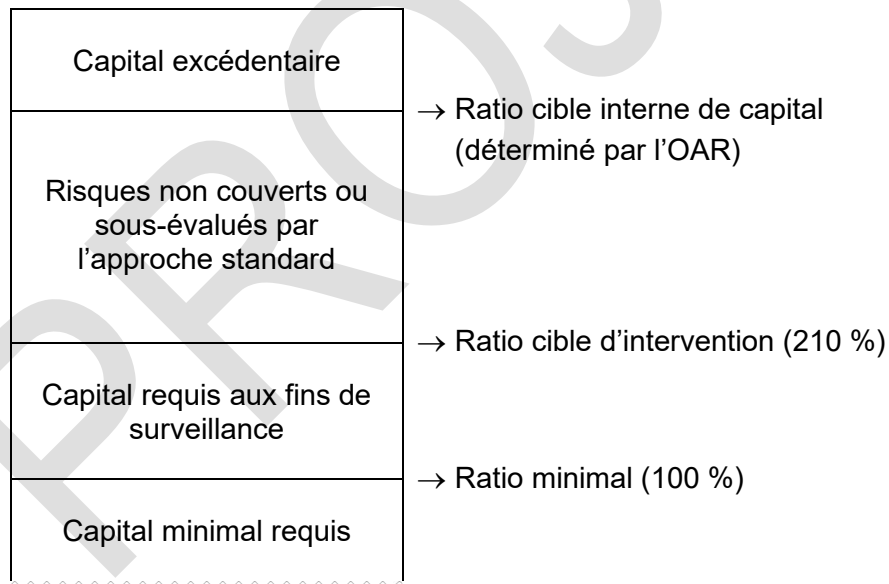 Capital excédentaire
→ Ratio cible interne de capital
(déterminé par l’OAR)
Risques non couverts ou
sous-évalués par
l’approche standard
→ Ratio cible d’intervention (210 %)
Capital requis aux fins de
surveillance
→ Ratio minimal (100 %)
Capital minimal requis